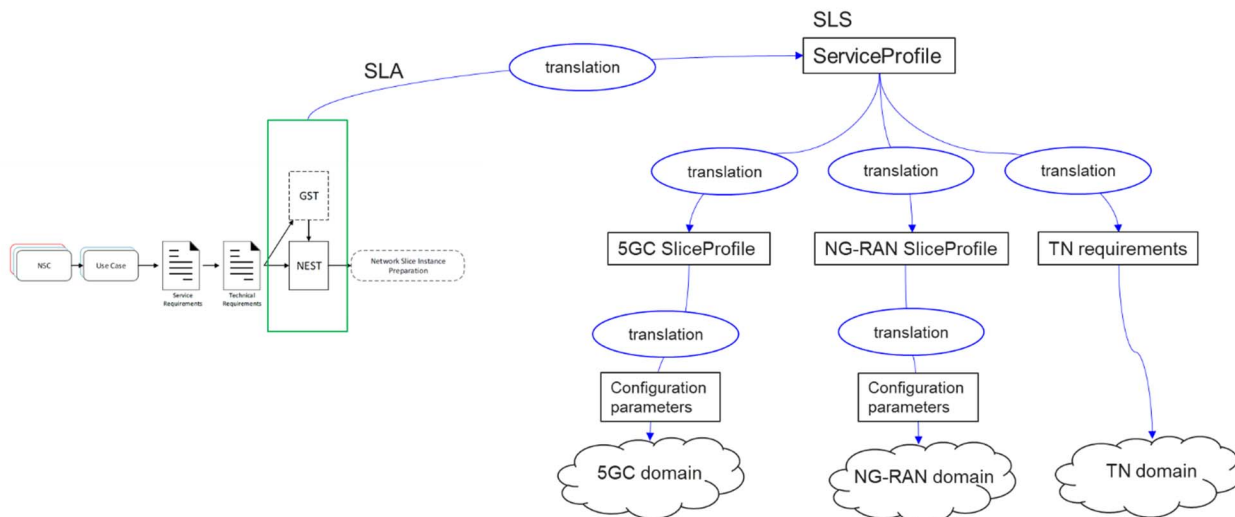 SLS
ServiceProfile
translation
SLA
translation
translation
translation
GST
5GC SliceProfile
NG-RAN SliceProfile
TN requirements
NSC
Use Case
NEST
Network Slice Instance
Preparation
Service
Requirements
Technical
Requirements
translation
translation
Configuration
parameters
Configuration
parameters
5GC domain
NG-RAN domain
TN domain